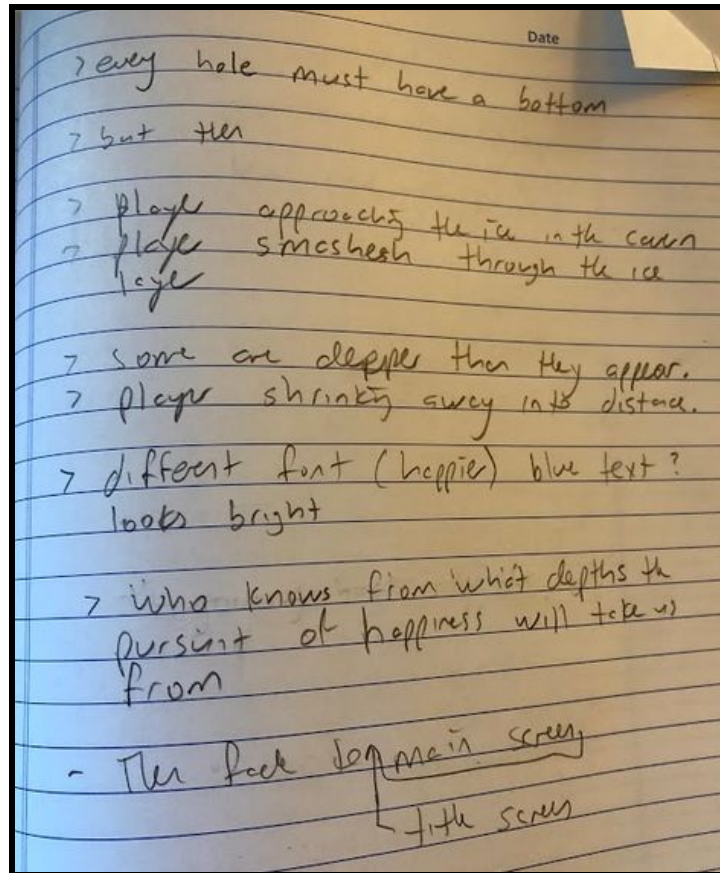 Date
> every hole must have a bottom
> but then
> player approaching the ice in the cavern
> player smashesh through the ice
layer
> some are deepper than they appear.
> player shrinking away into distance.
> different font (happier) blue text?
looks bright
> who knows from what depths the
pursuit of happiness will take us
from
- Then fade to main screen
title screen